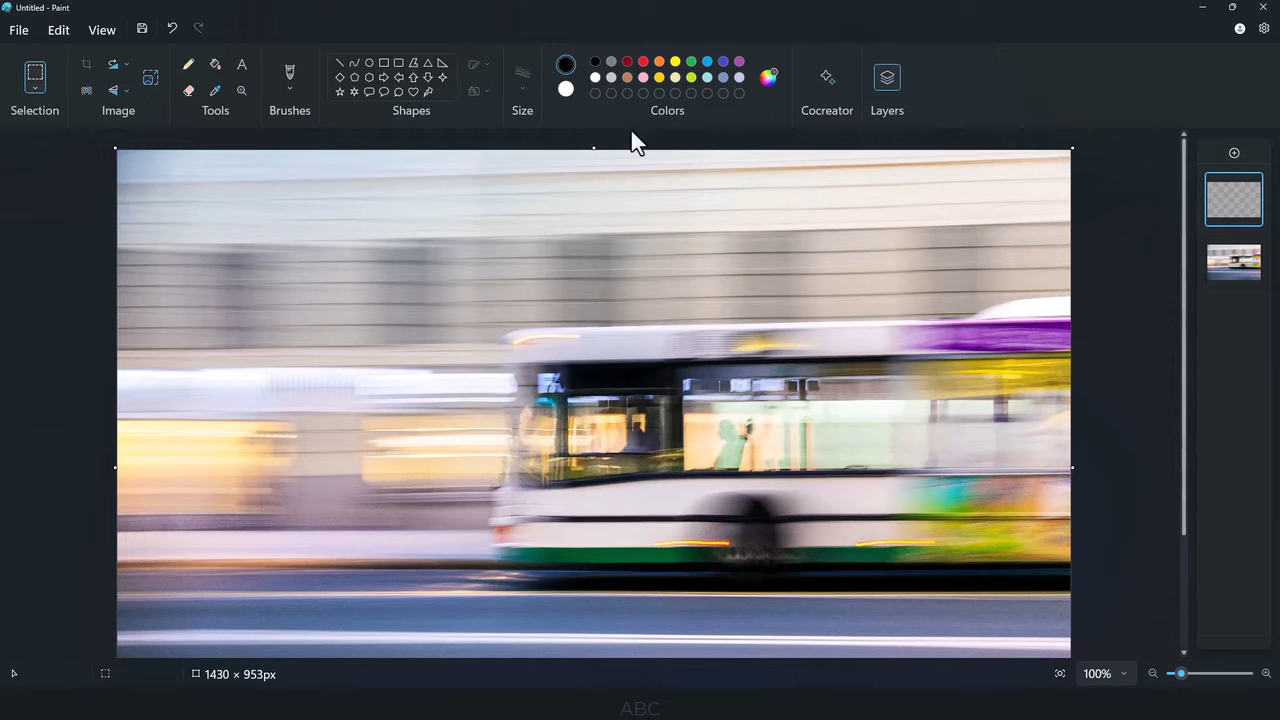 Untitled - Paint
File Edit View
Selection Image Tools Brushes Shapes Size Colors Cocreator Layers
1430 × 953px
100%
ABC